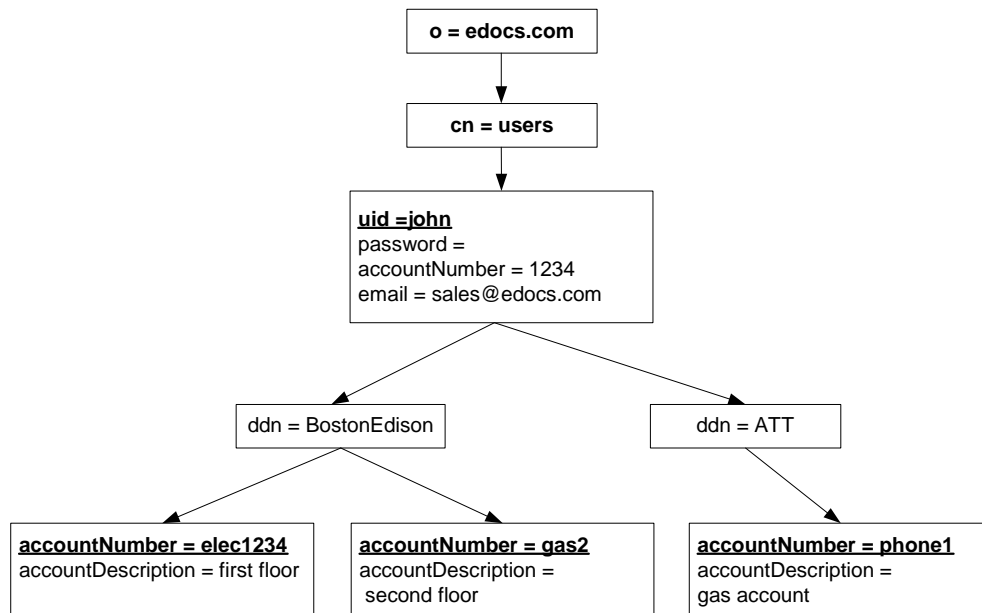 o = edocs.com
cn = users
uid =john
password =
accountNumber = 1234
email = sales@edocs.com
ddn = BostonEdison
ddn = ATT
accountNumber = elec1234
accountDescription = first floor
accountNumber = gas2
accountDescription =
second floor
accountNumber = phone1
accountDescription =
gas account